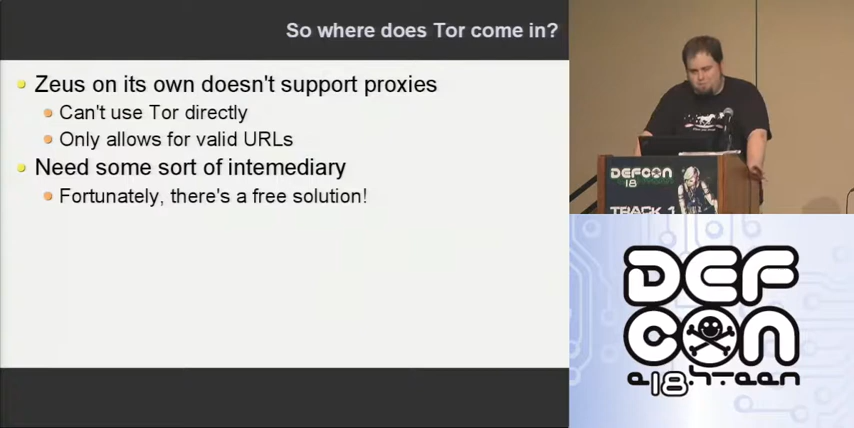 So where does Tor come in?
Zeus on its own doesn't support proxies
Can't use Tor directly
Only allows for valid URLs
Need some sort of intemediary
Fortunately, there's a free solution!
DEFCON
18
TRACK 1
DEF
CON
e18hteen